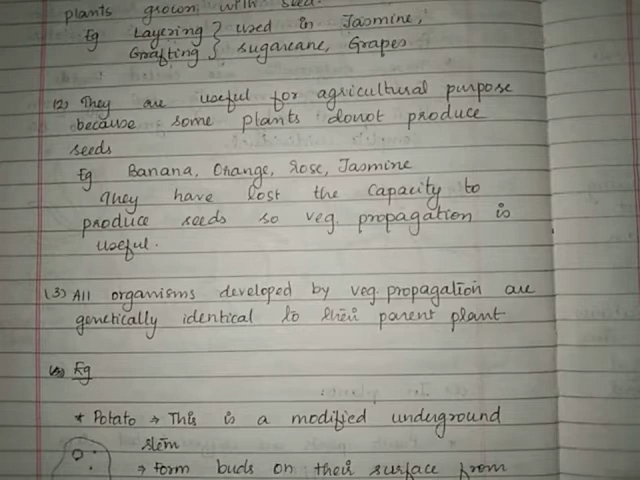 plants grown with seed.
Eg Layering } used in Jasmine,
Grafting } sugarcane, Grapes
(2) They are useful for agricultural purpose
because some plants donot produce
seeds
Eg Banana, Orange, rose, Jasmine
They have lost the capacity to
produce seeds so veg. propagation is
useful.
(3) All organisms developed by veg. propagation are
genetically identical to their parent plant
Eg
* Potato → This is a modified underground
stem
→ form buds on their surface from